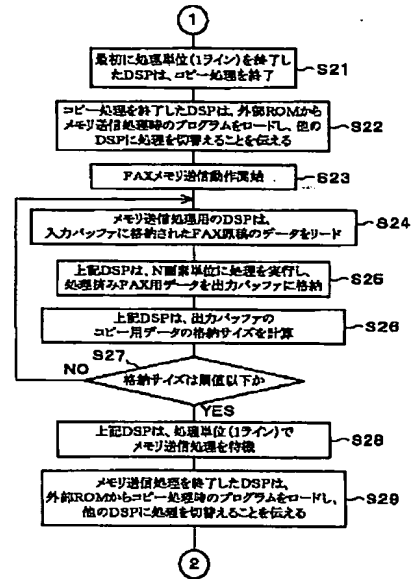 1
最初に処理単位(1ライン)を終了し
たDSPは、コピー処理を終了
S21
コピー処理を終了したDSPは、外部ROMから
メモリ送信処理時のプログラムをロードし、他の
DSPに処理を切替えることを伝える
S22
FAXメモリ送信動作開始
S23
メモリ送信処理用のDSPは、
入力バッファに格納されたFAX原稿のデータをリード
S24
上記DSPは、N画素単位に処理を実行し、
処理済みFAX用データを出力バッファに格納
S25
上記DSPは、出力バッファの
コピー用データの格納サイズを計算
S26
S27
NO
格納サイズは閾値以下か
YES
上記DSPは、処理単位(1ライン)で
メモリ送信処理を待機
S28
メモリ送信処理を終了したDSPは、
外部ROMからコピー処理時のプログラムをロードし、
他のDSPに処理を切替えることを伝える
S29
2